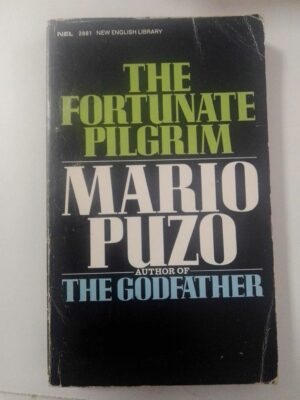 NEL 2881 NEW ENGLISH LIBRARY
THE
FORTUNATE
PILGRIM
MARIO
PUZO
AUTHOR OF
THE GODFATHER